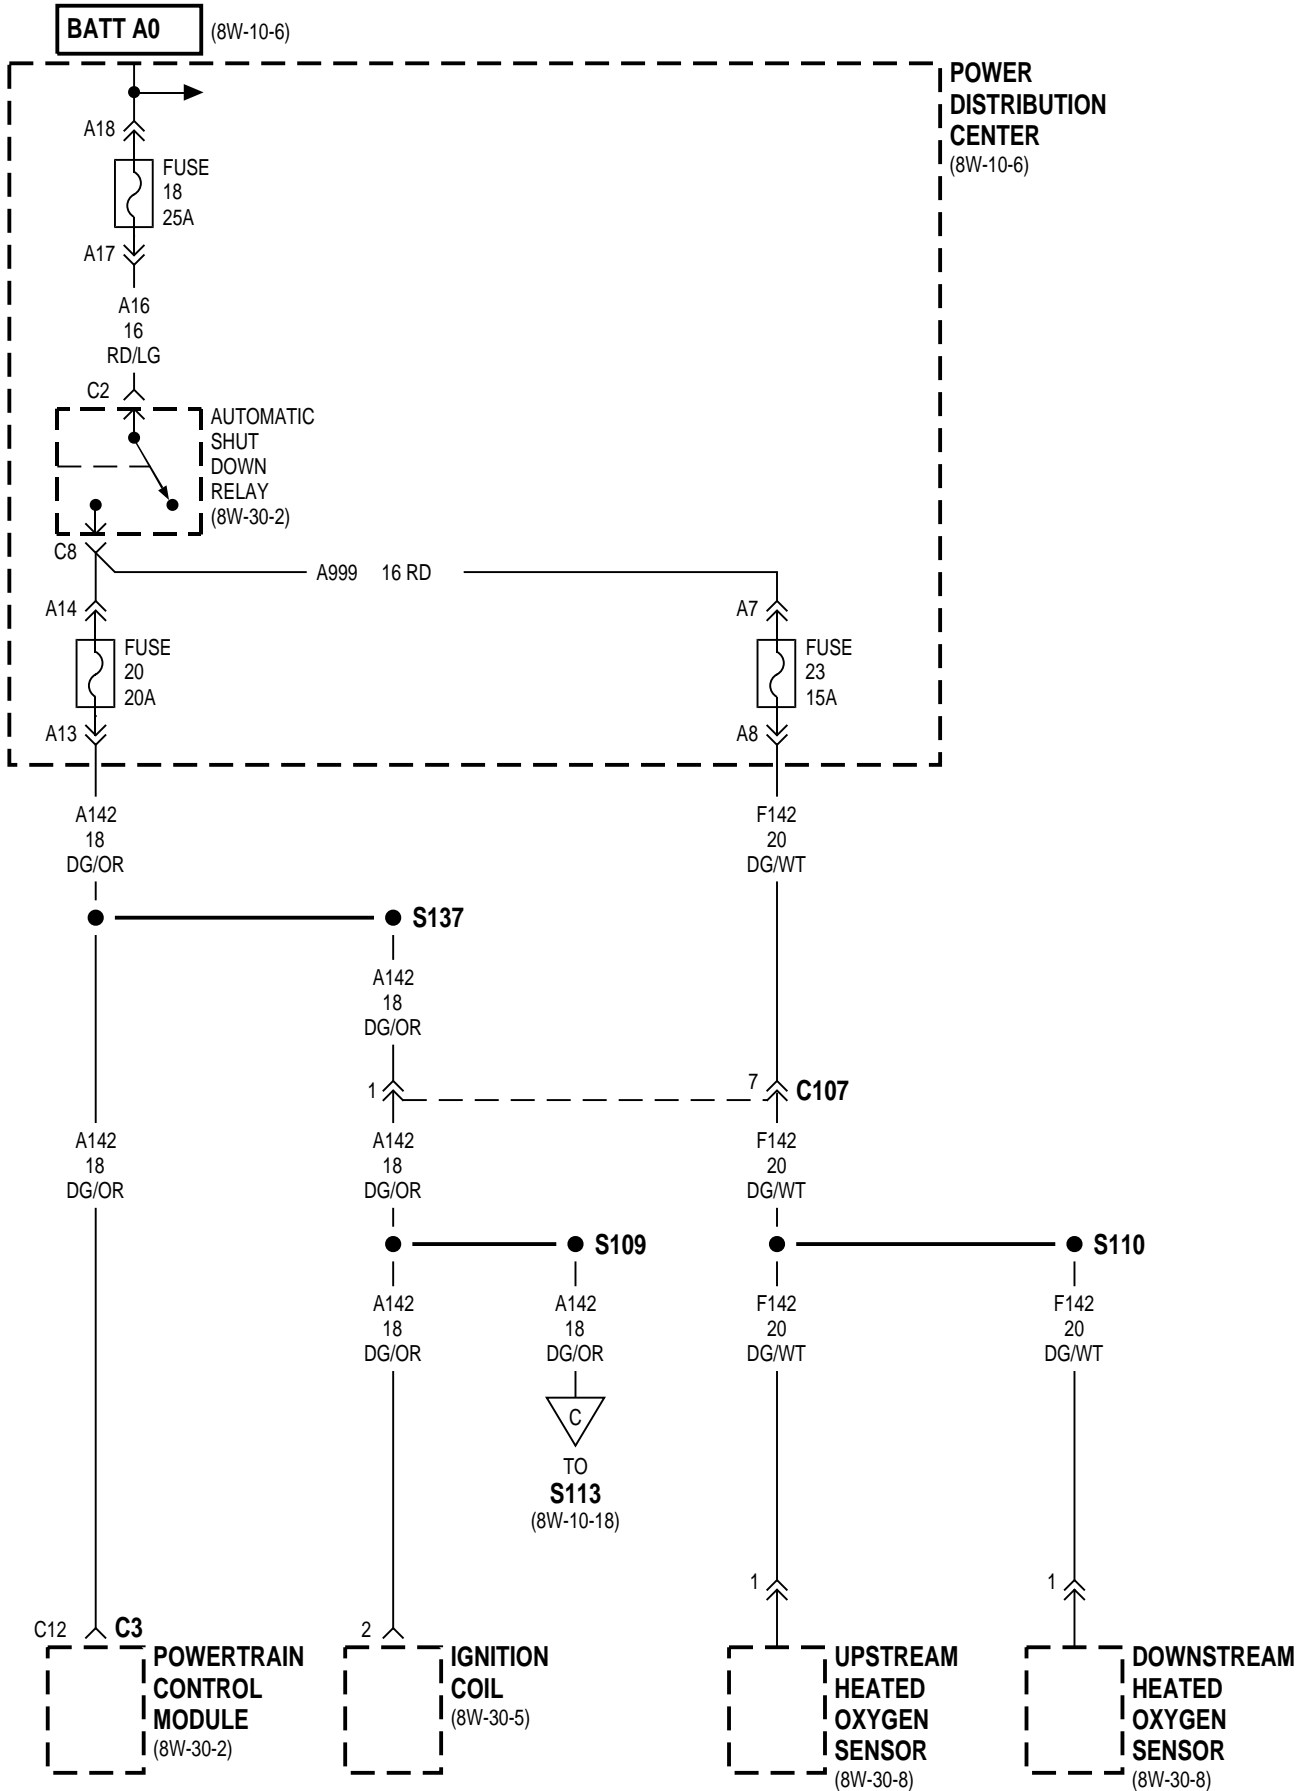 BATT A0 (8W-10-6)
POWER
DISTRIBUTION
CENTER
(8W-10-6)
A18
FUSE
18
25A
A17
A16
16
RD/LG
C2
AUTOMATIC
SHUT
DOWN
RELAY
(8W-30-2)
C8
A999 16 RD
A14
FUSE
20
20A
A13
A7
FUSE
23
15A
A8
A142
18
DG/OR
F142
20
DG/WT
S137
A142
18
DG/OR
1
7
C107
A142
18
DG/OR
A142
18
DG/OR
F142
20
DG/WT
S109
S110
A142
18
DG/OR
A142
18
DG/OR
F142
20
DG/WT
F142
20
DG/WT
C
TO
S113
(8W-10-18)
1
1
C12
C3
2
POWERTRAIN
CONTROL
MODULE
(8W-30-2)
IGNITION
COIL
(8W-30-5)
UPSTREAM
HEATED
OXYGEN
SENSOR
(8W-30-8)
DOWNSTREAM
HEATED
OXYGEN
SENSOR
(8W-30-8)